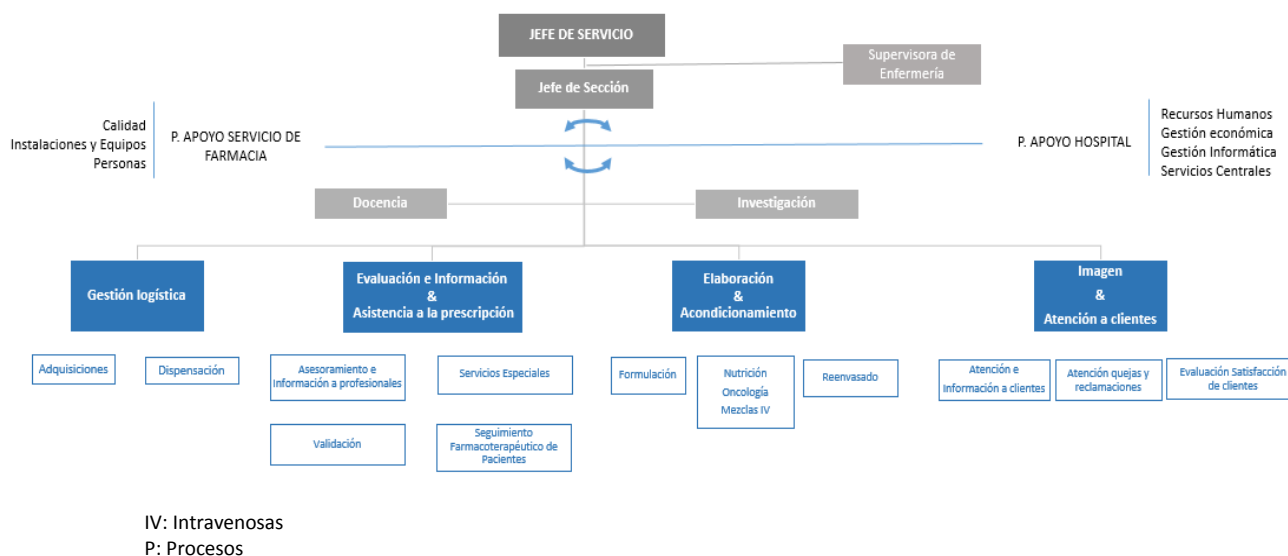 JEFE DE SERVICIO
Supervisora de
Enfermería
Jefe de Sección
Calidad
Instalaciones y Equipos
Personas
P. APOYO SERVICIO DE
FARMACIA
P. APOYO HOSPITAL
Recursos Humanos
Gestión económica
Gestión Informática
Servicios Centrales
Docencia
Investigación
Gestión logística
Evaluación e Información
&
Asistencia a la prescripción
Elaboración
&
Acondicionamiento
Imagen
&
Atención a clientes
Adquisiciones
Dispensación
Asesoramiento e
Información a profesionales
Servicios Especiales
Validación
Seguimiento
Farmacoterapéutico de
Pacientes
Formulación
Nutrición
Oncología
Mezclas IV
Reenvasado
Atención e
Información a clientes
Atención quejas y
reclamaciones
Evaluación Satisfacción
de clientes
IV: Intravenosas
P: Procesos